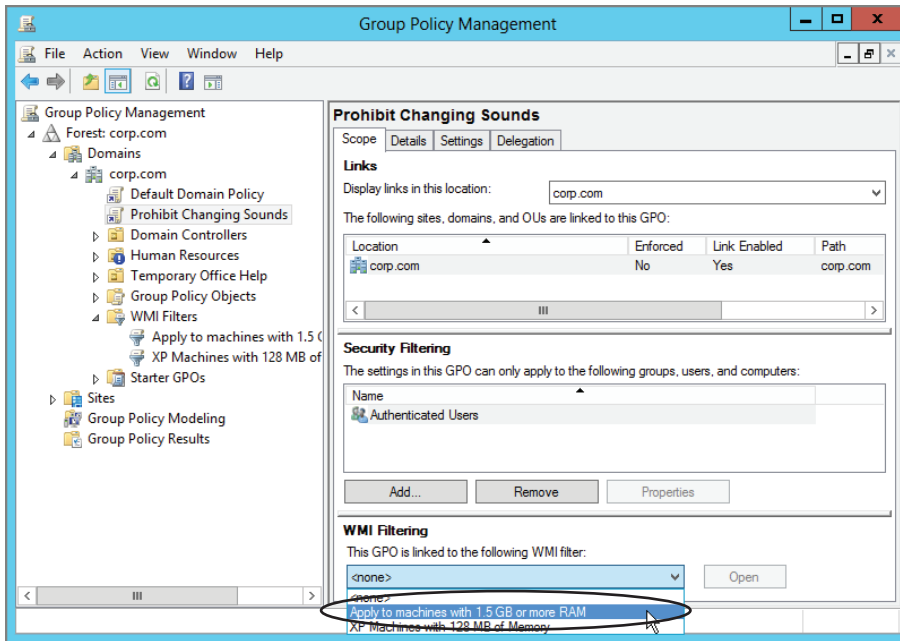 Group Policy Management
File Action View Window Help
Group Policy Management
Forest: corp.com
Domains
corp.com
Default Domain Policy
Prohibit Changing Sounds
Domain Controllers
Human Resources
Temporary Office Help
Group Policy Objects
WMI Filters
Apply to machines with 1.5 G
XP Machines with 128 MB of
Starter GPOs
Sites
Group Policy Modeling
Group Policy Results
Prohibit Changing Sounds
Scope Details Settings Delegation
Links
Display links in this location: corp.com
The following sites, domains, and OUs are linked to this GPO:
Location Enforced Link Enabled Path
corp.com No Yes corp.com
Security Filtering
The settings in this GPO can only apply to the following groups, users, and computers:
Name
Authenticated Users
Add... Remove Properties
WMI Filtering
This GPO is linked to the following WMI filter:
<none> Open
<none>
Apply to machines with 1.5 GB or more RAM
XP Machines with 128 MB of Memory